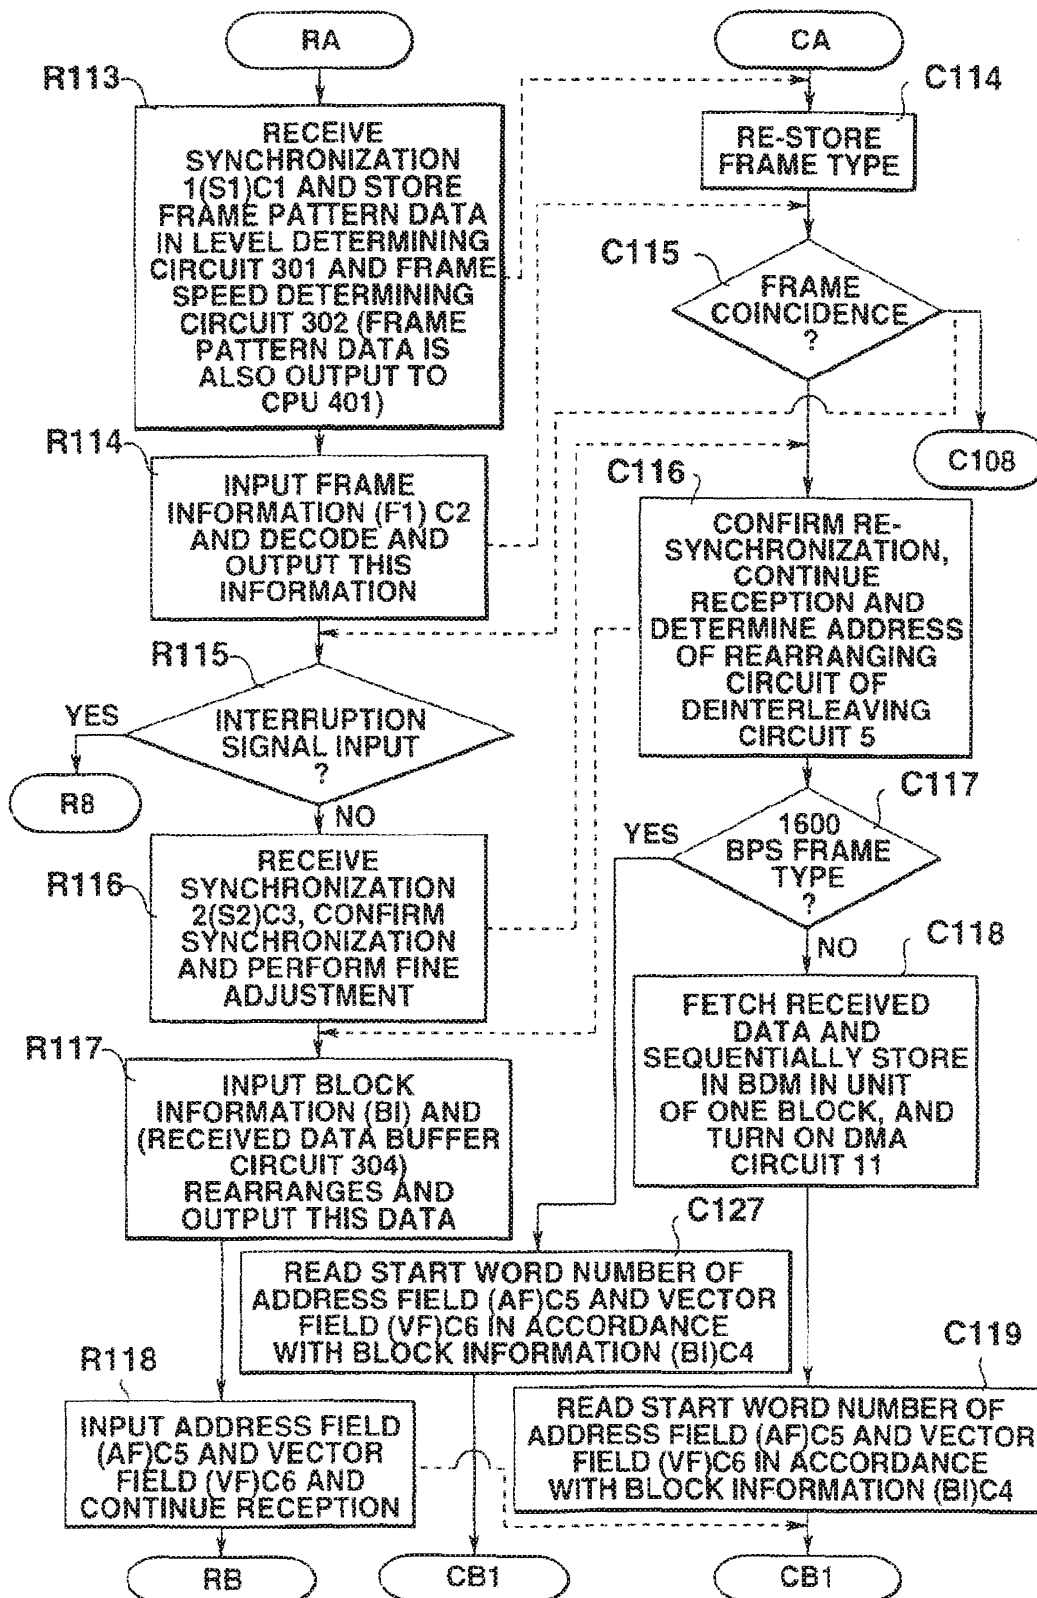 RA
R113
RECEIVE
SYNCHRONIZATION
1(S1)C1 AND STORE
FRAME PATTERN DATA
IN LEVEL DETERMINING
CIRCUIT 301 AND FRAME
SPEED DETERMINING
CIRCUIT 302 (FRAME
PATTERN DATA IS
ALSO OUTPUT TO
CPU 401)
R114
INPUT FRAME
INFORMATION (F1) C2
AND DECODE AND
OUTPUT THIS
INFORMATION
R115
YES
INTERRUPTION
SIGNAL INPUT
?
R8
NO
R116
RECEIVE
SYNCHRONIZATION
2(S2)C3, CONFIRM
SYNCHRONIZATION
AND PERFORM FINE
ADJUSTMENT
R117
INPUT BLOCK
INFORMATION (BI) AND
(RECEIVED DATA BUFFER
CIRCUIT 304)
REARRANGES AND
OUTPUT THIS DATA
R118
INPUT ADDRESS FIELD
(AF)C5 AND VECTOR
FIELD (VF)C6 AND
CONTINUE RECEPTION
RB
CA
C114
RE-STORE
FRAME TYPE
C115
FRAME
COINCIDENCE
?
C108
C116
CONFIRM RE-
SYNCHRONIZATION,
CONTINUE
RECEPTION AND
DETERMINE ADDRESS
OF REARRANGING
CIRCUIT OF
DEINTERLEAVING
CIRCUIT 5
C117
YES
1600
BPS FRAME
TYPE
?
NO
C118
FETCH RECEIVED
DATA AND
SEQUENTIALLY STORE
IN BDM IN UNIT
OF ONE BLOCK, AND
TURN ON DMA
CIRCUIT 11
C127
READ START WORD NUMBER OF
ADDRESS FIELD (AF)C5 AND VECTOR
FIELD (VF)C6 IN ACCORDANCE
WITH BLOCK INFORMATION (BI)C4
CB1
C119
READ START WORD NUMBER OF
ADDRESS FIELD (AF)C5 AND VECTOR
FIELD (VF)C6 IN ACCORDANCE
WITH BLOCK INFORMATION (BI)C4
CB1